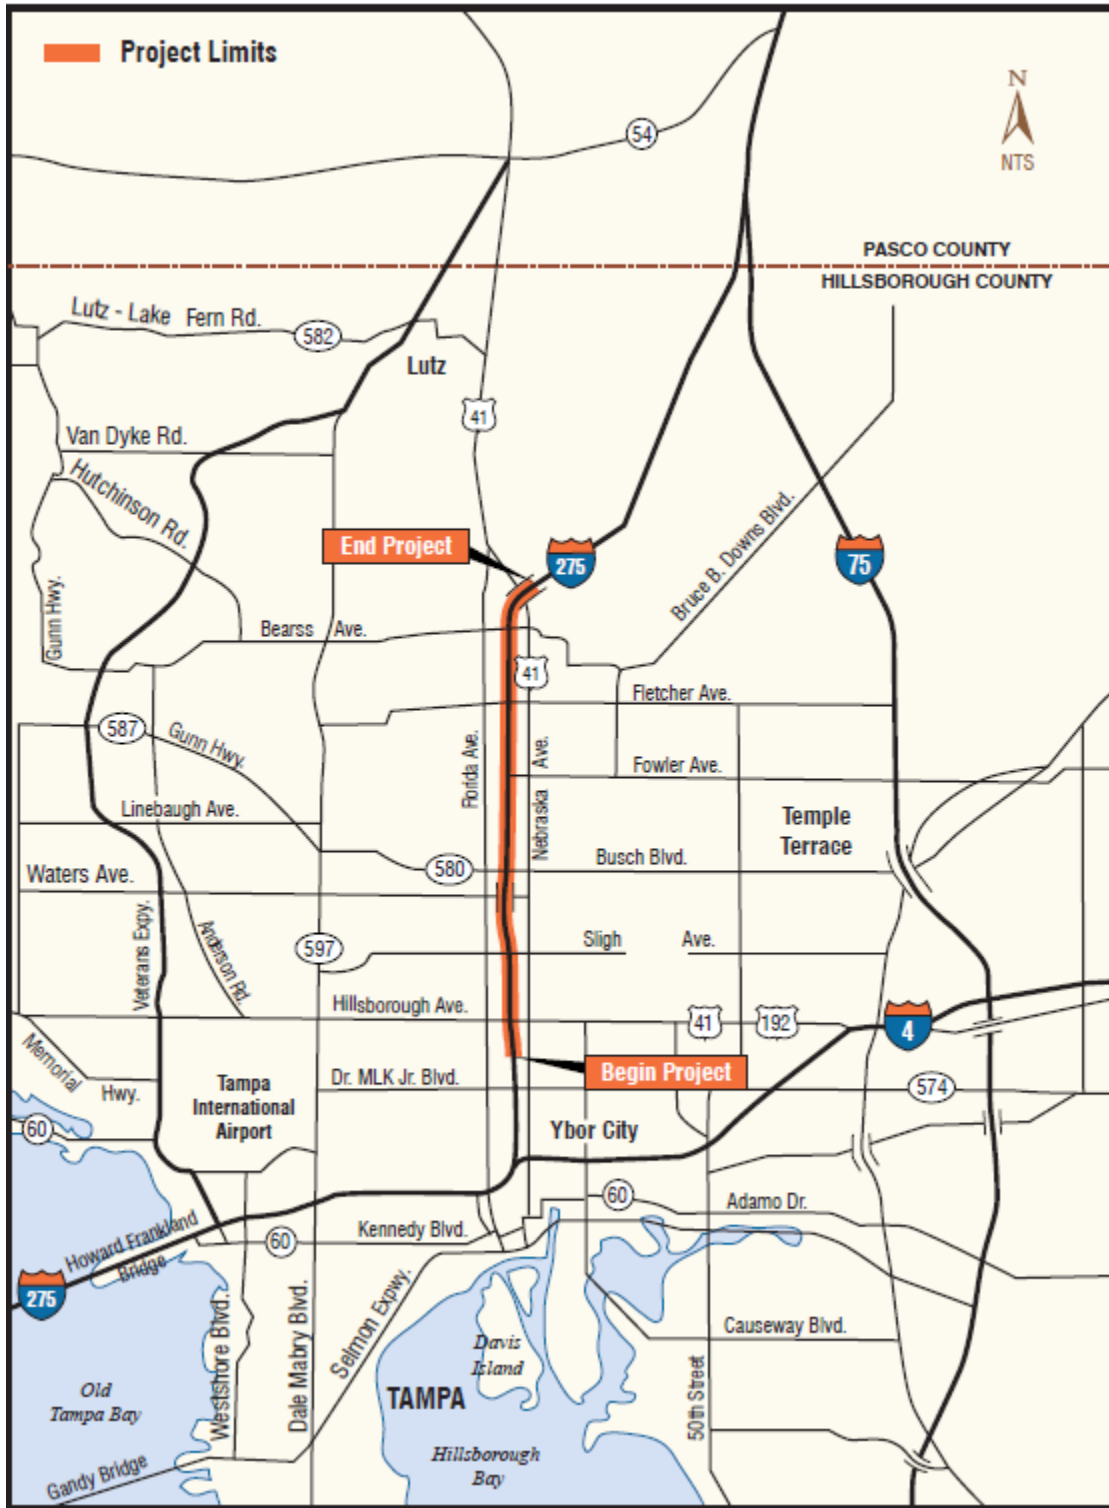 Project Limits
N
NTS
54
PASCO COUNTY
HILLSBOROUGH COUNTY
Lutz - Lake Fern Rd.
582
Lutz
41
Van Dyke Rd.
Hutchinson Rd.
End Project
275
75
Bruce B. Downs Blvd.
Gunn Hwy.
Bearss Ave.
41
Fletcher Ave.
587
Gunn Hwy.
Florida Ave.
Nebraska Ave.
Fowler Ave.
Linebaugh Ave.
Temple
Terrace
580
Busch Blvd.
Waters Ave.
Veterans Expy.
Anderson Rd.
597
Sligh Ave.
Hillsborough Ave.
41
192
4
Memorial Hwy.
Tampa
International
Airport
Dr. MLK Jr. Blvd.
Begin Project
574
60
Ybor City
60
Adamo Dr.
Howard Frankland
Bridge
60
Kennedy Blvd.
275
Westshore Blvd.
Dale Mabry Blvd.
Selmon Expwy.
Davis
Island
Causeway Blvd.
50th Street
Old
Tampa Bay
TAMPA
Hillsborough
Bay
Gandy Bridge